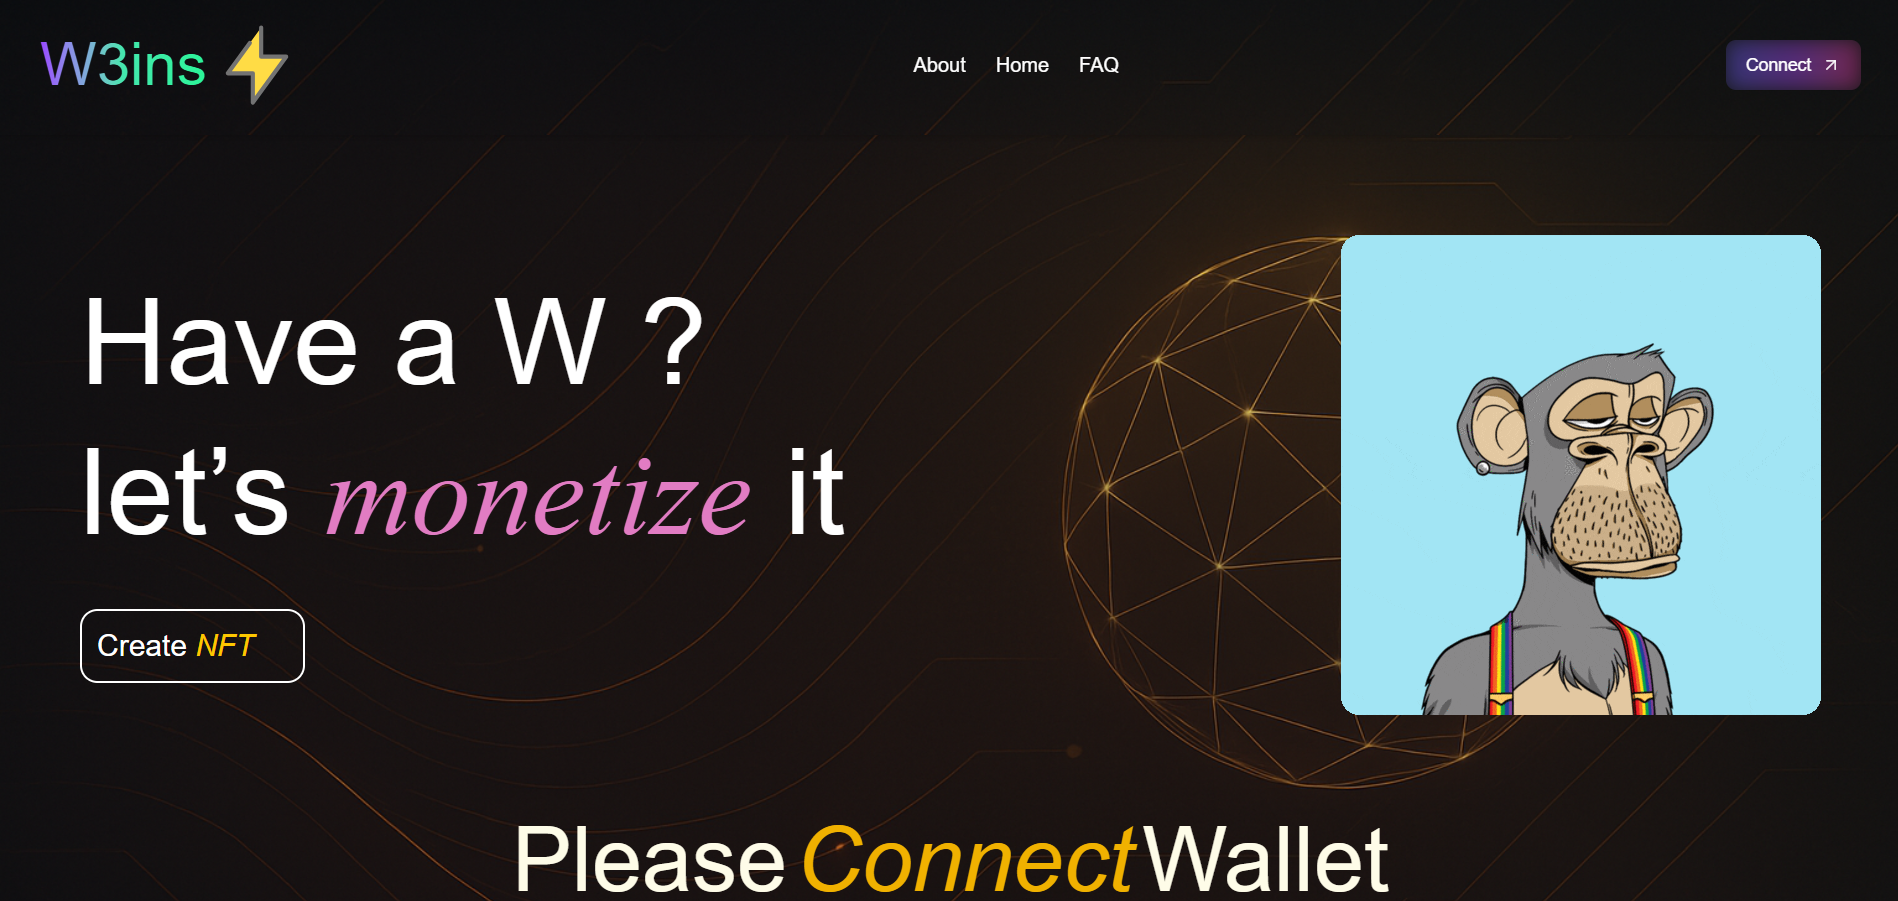 W3ins
About Home FAQ
Connect
Have a W ?
let’s monetize it
Create NFT
Please Connect Wallet